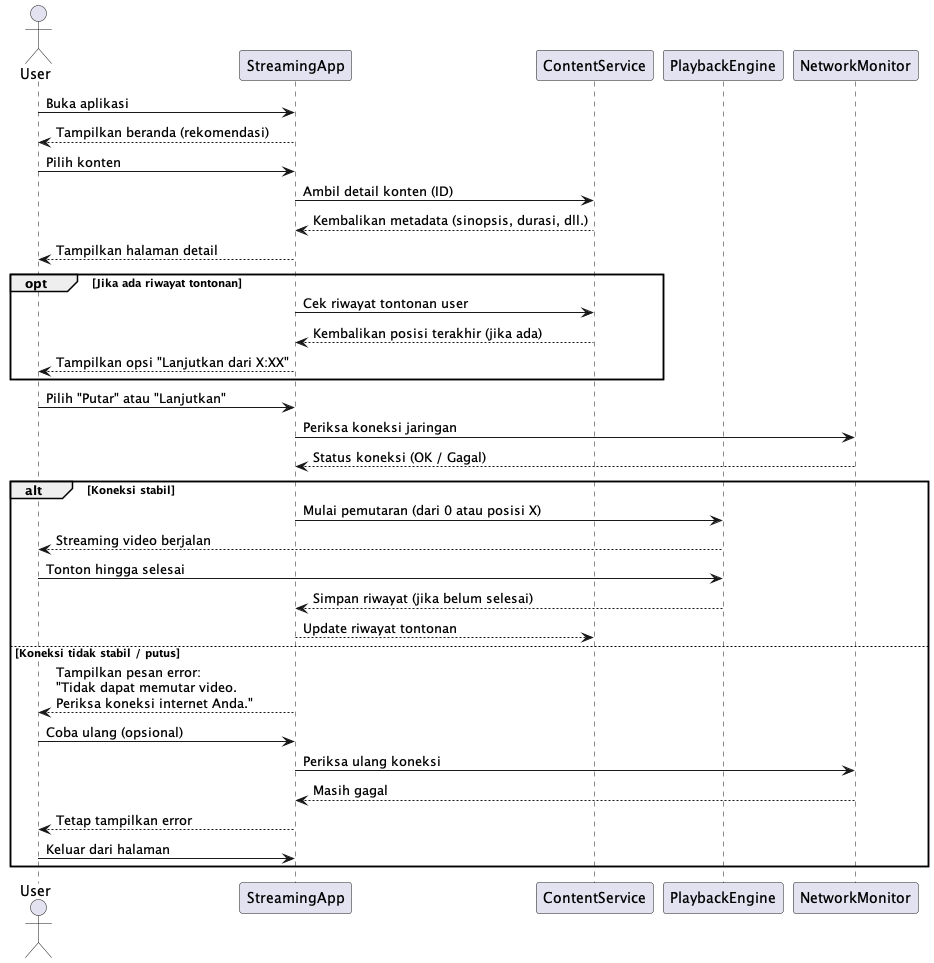 User
StreamingApp
ContentService
PlaybackEngine
NetworkMonitor
Buka aplikasi
Tampilkan beranda (rekomendasi)
Pilih konten
Ambil detail konten (ID)
Kembalikan metadata (sinopsis, durasi, dll.)
Tampilkan halaman detail
opt
[Jika ada riwayat tontonan]
Cek riwayat tontonan user
Kembalikan posisi terakhir (jika ada)
Tampilkan opsi "Lanjutkan dari X:XX"
Pilih "Putar" atau "Lanjutkan"
Periksa koneksi jaringan
Status koneksi (OK / Gagal)
alt
[Koneksi stabil]
Mulai pemutaran (dari 0 atau posisi X)
Streaming video berjalan
Tonton hingga selesai
Simpan riwayat (jika belum selesai)
Update riwayat tontonan
[Koneksi tidak stabil / putus]
Tampilkan pesan error:
"Tidak dapat memutar video.
Periksa koneksi internet Anda."
Coba ulang (opsional)
Periksa ulang koneksi
Masih gagal
Tetap tampilkan error
Keluar dari halaman
User
StreamingApp
ContentService
PlaybackEngine
NetworkMonitor